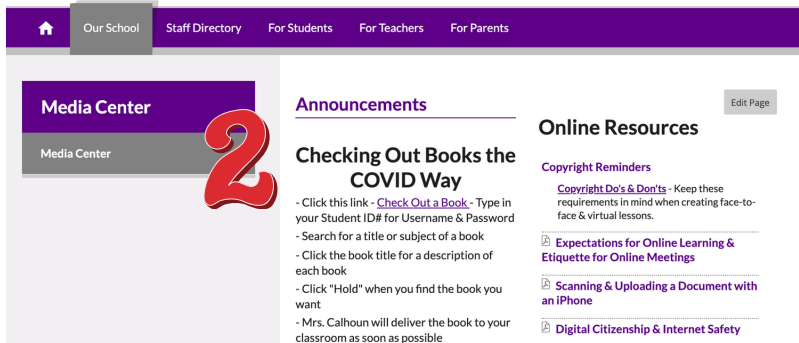 Our School Staff Directory For Students For Teachers For Parents
Media Center
Media Center
2
Announcements
Checking Out Books the
COVID Way
- Click this link - Check Out a Book - Type in
your Student ID# for Username & Password
- Search for a title or subject of a book
- Click the book title for a description of
each book
- Click "Hold" when you find the book you
want
- Mrs. Calhoun will deliver the book to your
classroom as soon as possible
Edit Page
Online Resources
Copyright Reminders
Copyright Do's & Don'ts - Keep these
requirements in mind when creating face-to-
face & virtual lessons.
Expectations for Online Learning &
Etiquette for Online Meetings
Scanning & Uploading a Document with
an iPhone
Digital Citizenship & Internet Safety